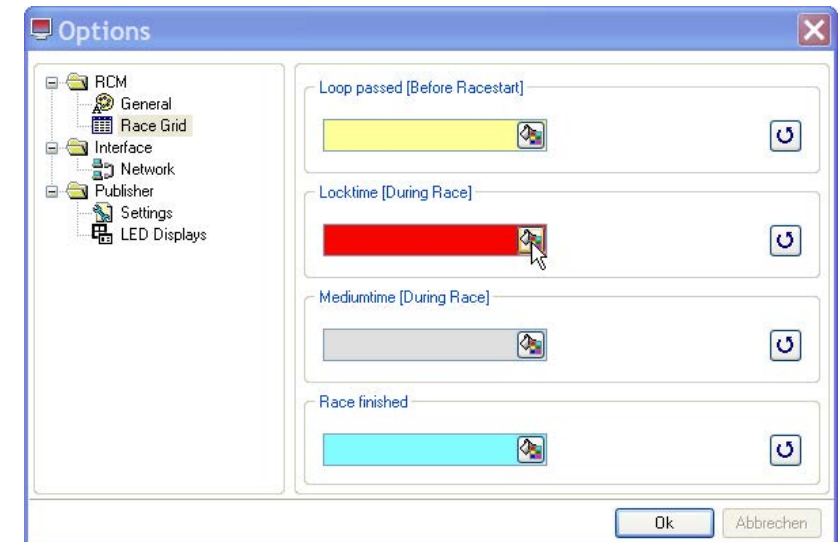 Options
RCM
General
Race Grid
Interface
Network
Publisher
Settings
LED Displays
Loop passed [Before Racestart]
Locktime [During Race]
Mediumtime [During Race]
Race finished
Ok
Abbrechen